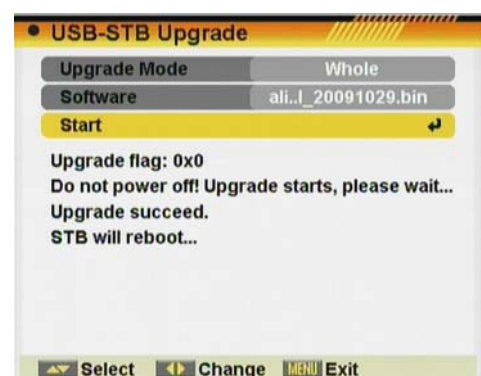 USB-STB Upgrade
Upgrade Mode Whole
Software ali..l_20091029.bin
Start
Upgrade flag: 0x0
Do not power off! Upgrade starts, please wait...
Upgrade succeed.
STB will reboot...
Select Change MENU Exit